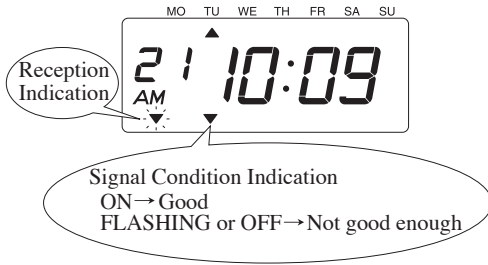 MO TU WE TH FR SA SU
21 10:09
AM
Reception
Indication
Signal Condition Indication
ON→Good
FLASHING or OFF→Not good enough